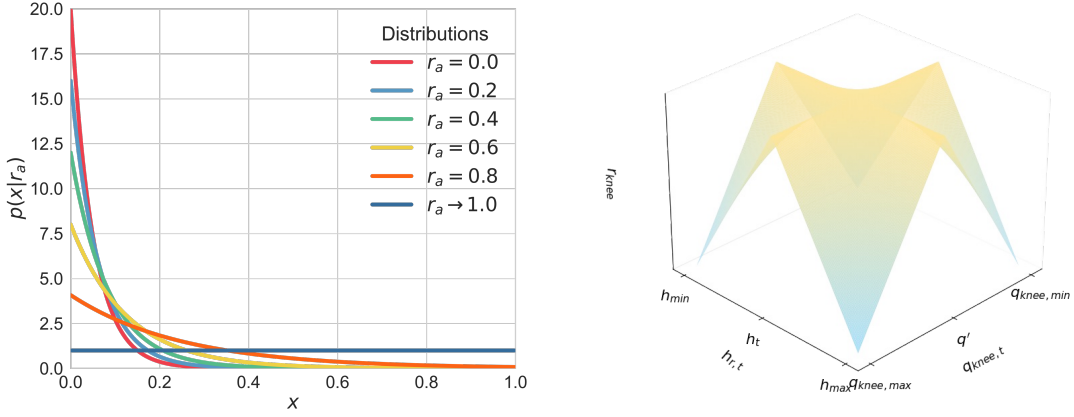 20.0
17.5
15.0
12.5
10.0
7.5
5.0
2.5
0.0
p(x|r_a)
0.0 0.2 0.4 0.6 0.8 1.0
x
Distributions
r_a = 0.0
r_a = 0.2
r_a = 0.4
r_a = 0.6
r_a = 0.8
r_a → 1.0
r_knee
h_min
h_t
h_max
h_r,t
q_knee,max
q'
q_knee,min
q_knee,t